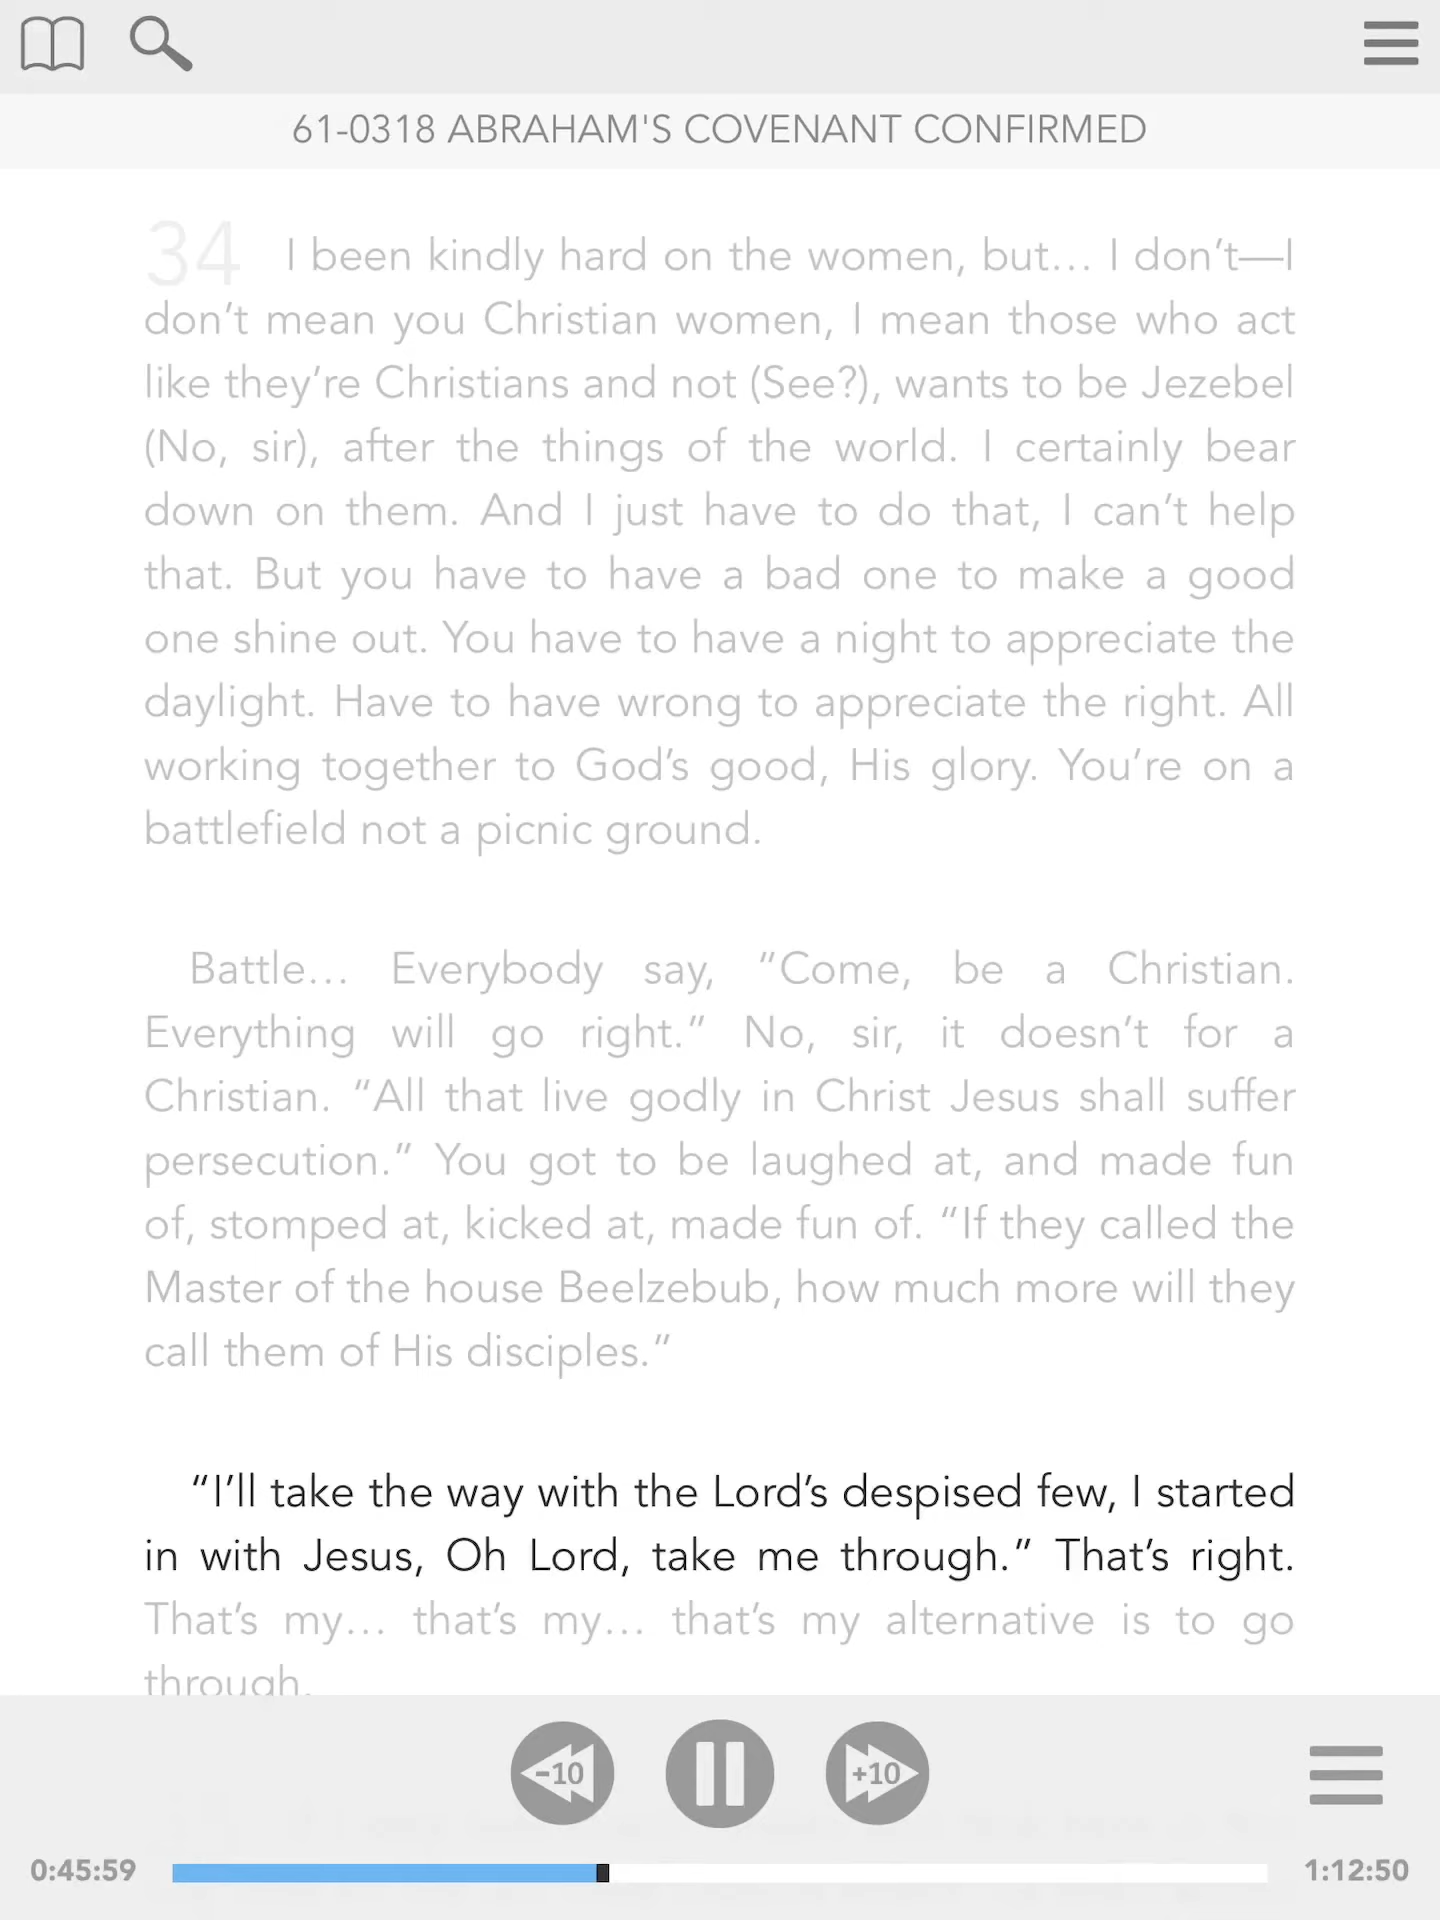 61-0318 ABRAHAM'S COVENANT CONFIRMED
34 I been kindly hard on the women, but… I don’t—I
don’t mean you Christian women, I mean those who act
like they’re Christians and not (See?), wants to be Jezebel
(No, sir), after the things of the world. I certainly bear
down on them. And I just have to do that, I can’t help
that. But you have to have a bad one to make a good
one shine out. You have to have a night to appreciate the
daylight. Have to have wrong to appreciate the right. All
working together to God’s good, His glory. You’re on a
battlefield not a picnic ground.
Battle… Everybody say, “Come, be a Christian.
Everything will go right.” No, sir, it doesn’t for a
Christian. “All that live godly in Christ Jesus shall suffer
persecution.” You got to be laughed at, and made fun
of, stomped at, kicked at, made fun of. “If they called the
Master of the house Beelzebub, how much more will they
call them of His disciples.”
“I’ll take the way with the Lord’s despised few, I started
in with Jesus, Oh Lord, take me through.” That’s right.
That’s my… that’s my… that’s my alternative is to go
through.
-10 +10
0:45:59 1:12:50